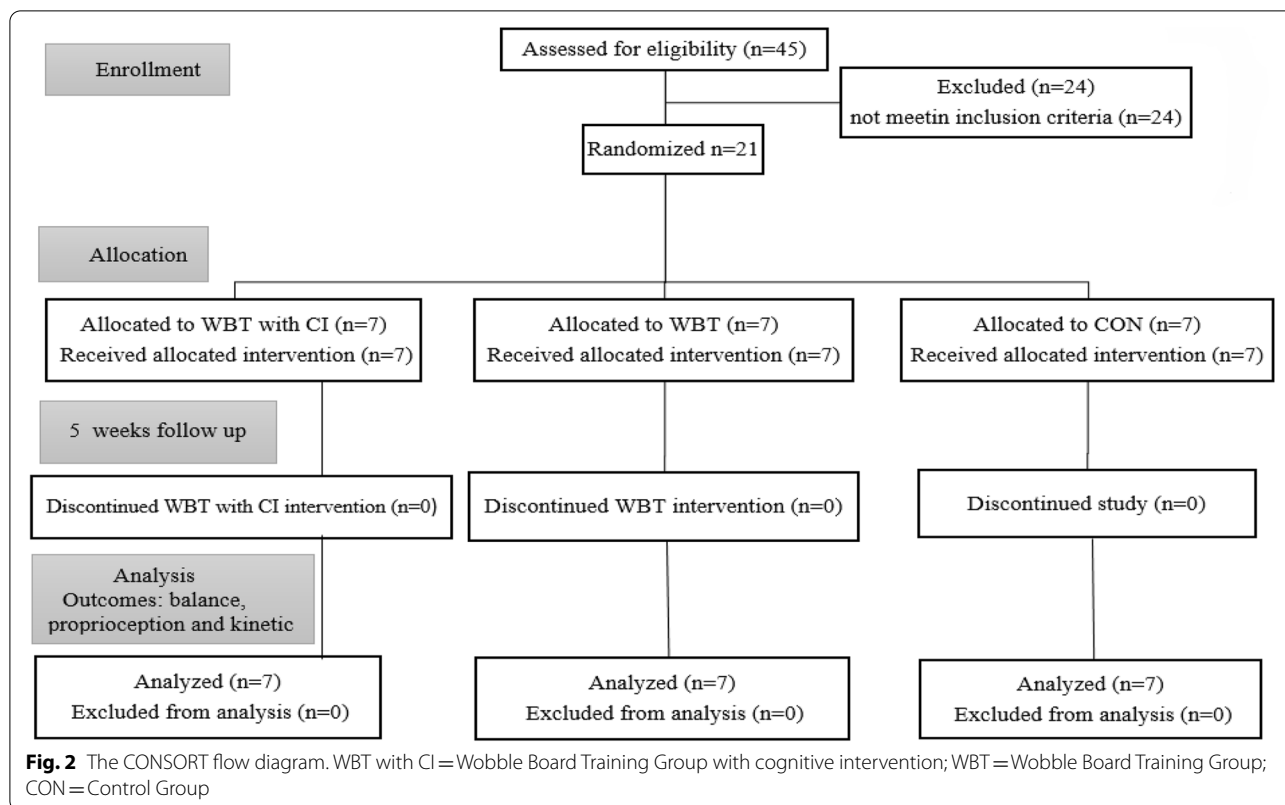 Enrollment
Assessed for eligibility (n=45)
Excluded (n=24)
not meetin inclusion criteria (n=24)
Randomized n=21
Allocation
Allocated to WBT with CI (n=7)
Received allocated intervention (n=7)
Allocated to WBT (n=7)
Received allocated intervention (n=7)
Allocated to CON (n=7)
Received allocated intervention (n=7)
5 weeks follow up
Discontinued WBT with CI intervention (n=0)
Discontinued WBT intervention (n=0)
Discontinued study (n=0)
Analysis
Outcomes: balance,
proprioception and kinetic
Analyzed (n=7)
Excluded from analysis (n=0)
Analyzed (n=7)
Excluded from analysis (n=0)
Analyzed (n=7)
Excluded from analysis (n=0)
Fig. 2 The CONSORT flow diagram. WBT with CI = Wobble Board Training Group with cognitive intervention; WBT = Wobble Board Training Group;
CON = Control Group